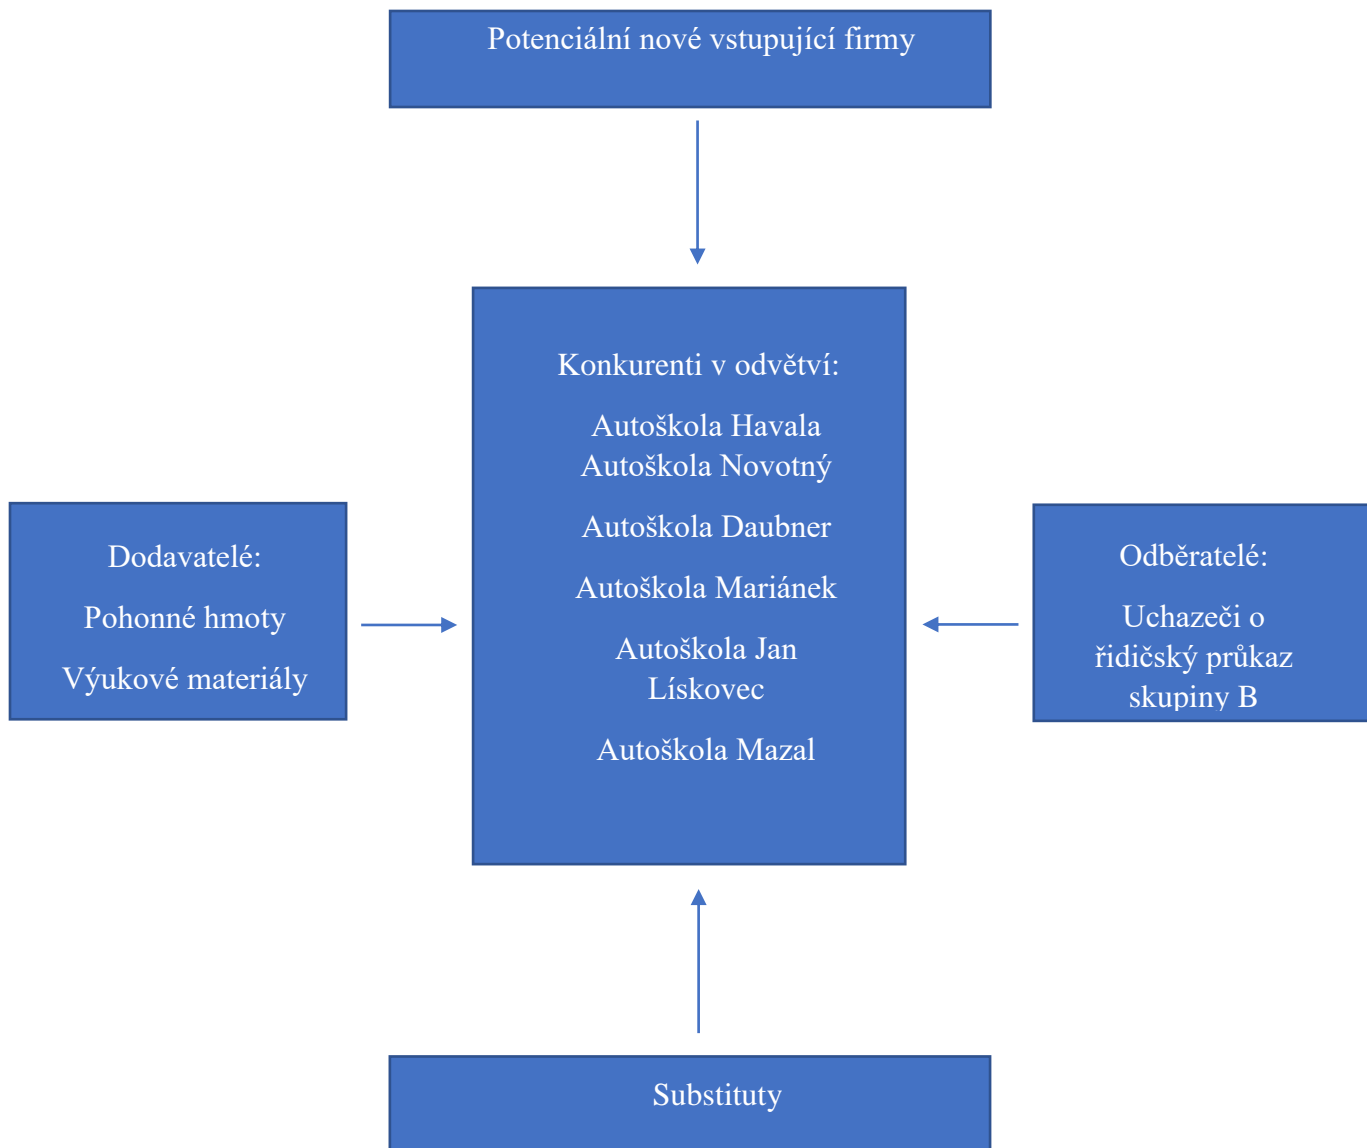 Potenciální nové vstupující firmy
Konkurenti v odvětví:
Autoškola Havala
Autoškola Novotný
Autoškola Daubner
Autoškola Mariánek
Autoškola Jan
Lískovec
Autoškola Mazal
Dodavatelé:
Pohonné hmoty
Výukové materiály
Odběratelé:
Uchazeči o
řidičský průkaz
skupiny B
Substituty